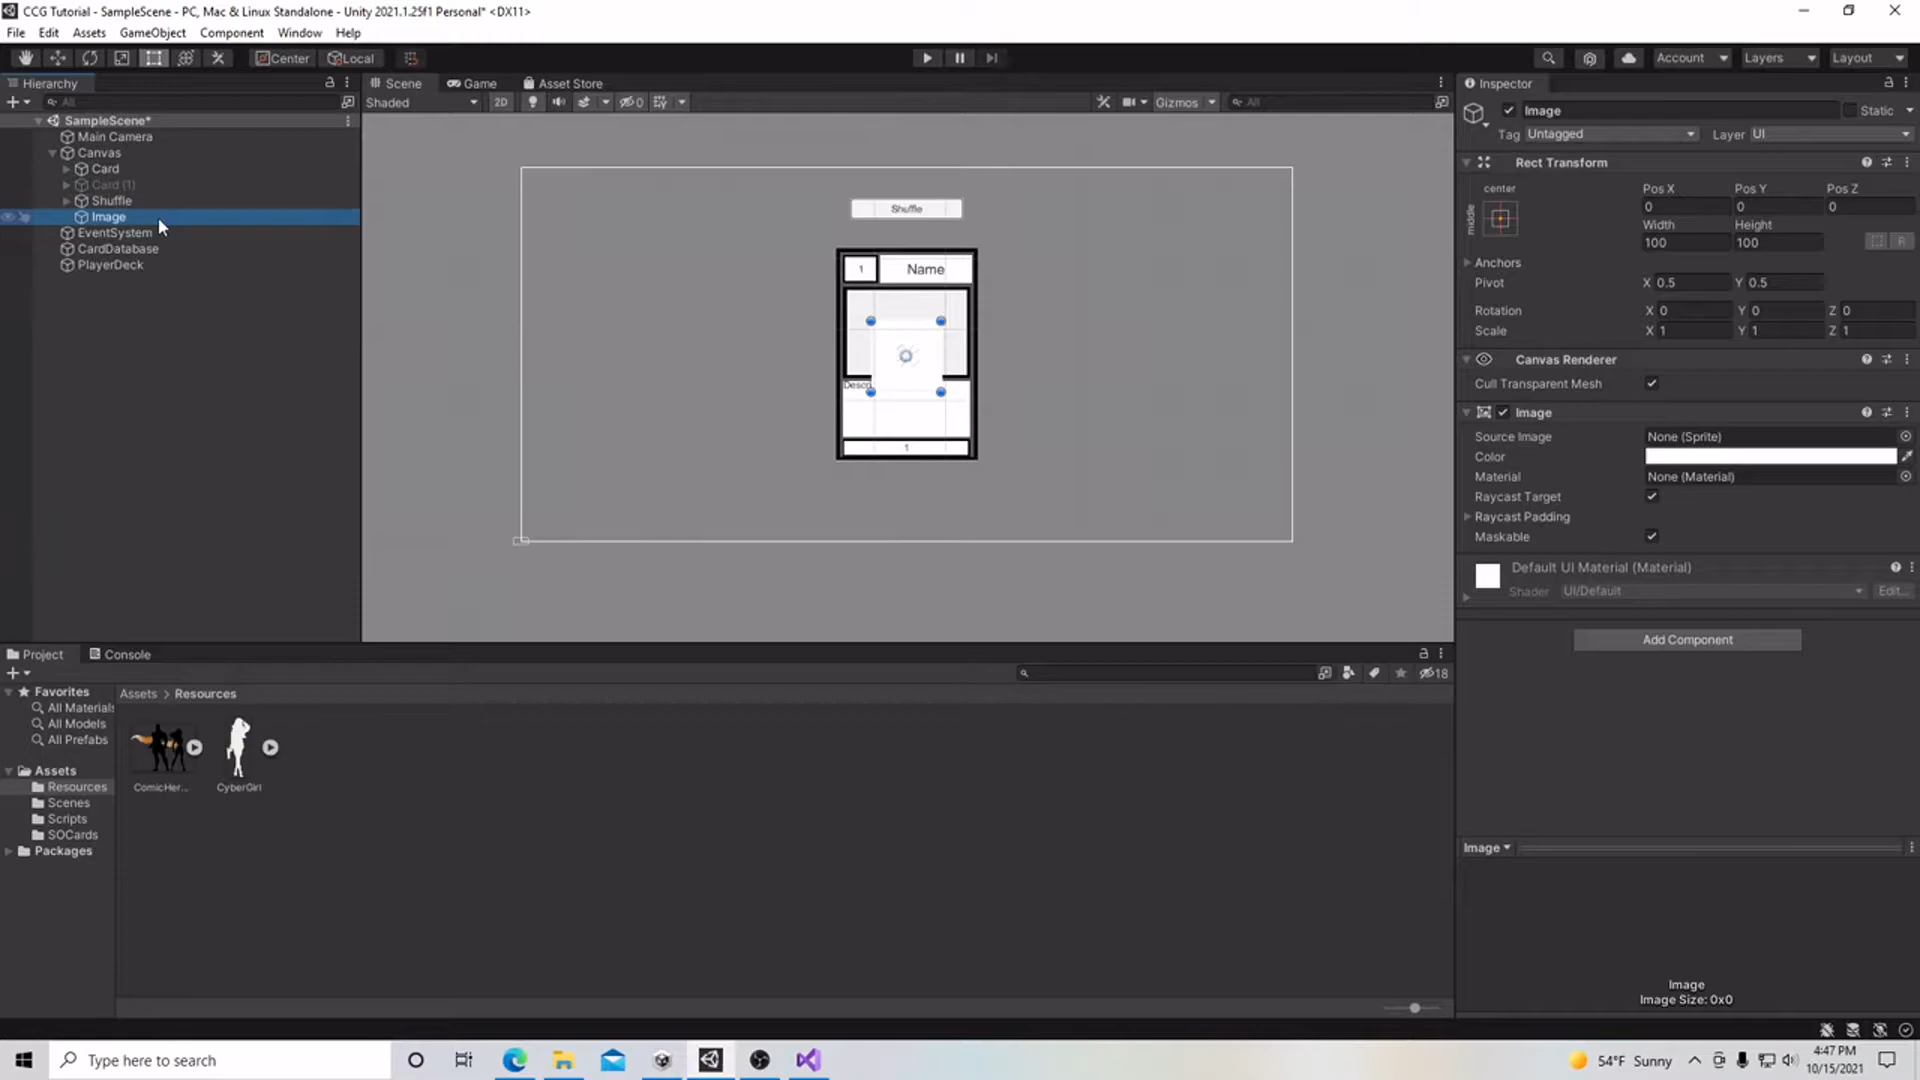 CCG Tutorial - SampleScene - PC, Mac & Linux Standalone - Unity 2021.1.25f1 Personal* <DX11>
File Edit Assets GameObject Component Window Help
Center Local Account Layers Layout
Hierarchy
All
SampleScene*
Main Camera
Canvas
Card
Card (1)
Shuffle
Image
EventSystem
CardDatabase
PlayerDeck
Scene Game Asset Store
Shaded 2D 0 Gizmos All
Shuffle
1 Name
Descri
1
Inspector
Image Static
Tag Untagged Layer UI
Rect Transform
center
middle
Pos X Pos Y Pos Z
0 0 0
Width Height
100 100 R
Anchors
Pivot X 0.5 Y 0.5
Rotation X 0 Y 0 Z 0
Scale X 1 Y 1 Z 1
Canvas Renderer
Cull Transparent Mesh
Image
Source Image None (Sprite)
Color
Material None (Material)
Raycast Target
Raycast Padding
Maskable
Default UI Material (Material)
Shader UI/Default Edit...
Add Component
Image
Image
Image Size: 0x0
Project Console
18
Favorites
All Materials
All Models
All Prefabs
Assets
Resources
Scenes
Scripts
SOCards
Packages
Assets > Resources
ComicHer... CyberGirl
Type here to search
54°F Sunny
4:47 PM
10/15/2021